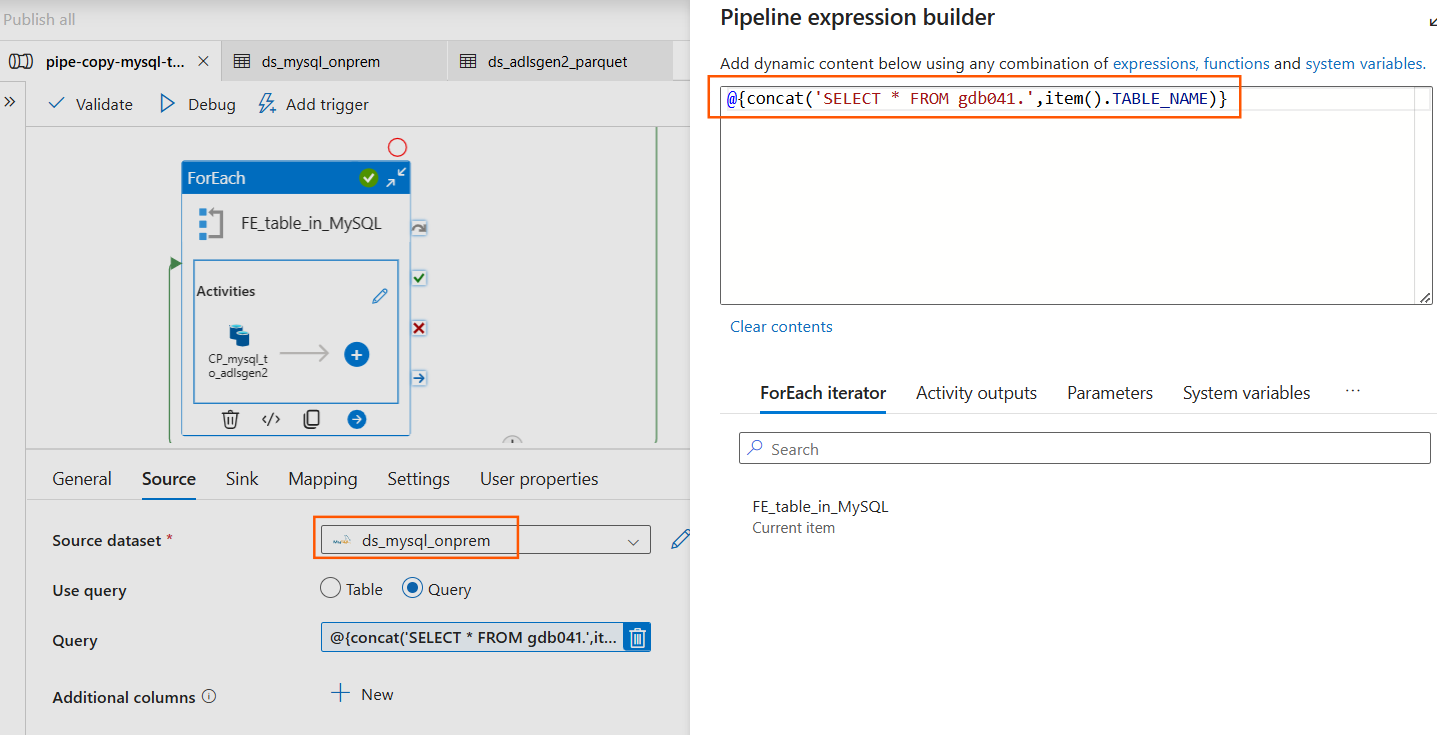 Publish all
pipe-copy-mysql-t...
ds_mysql_onprem
ds_adlsgen2_parquet
Validate
Debug
Add trigger
ForEach
FE_table_in_MySQL
Activities
CP_mysql_t
o_adlsgen2
General
Source
Sink
Mapping
Settings
User properties
Source dataset *
ds_mysql_onprem
Use query
Table
Query
Query
@{concat('SELECT * FROM gdb041.',it...
Additional columns
New
Pipeline expression builder
Add dynamic content below using any combination of expressions, functions and system variables.
@{concat('SELECT * FROM gdb041.',item().TABLE_NAME)}
Clear contents
ForEach iterator
Activity outputs
Parameters
System variables
...
Search
FE_table_in_MySQL
Current item